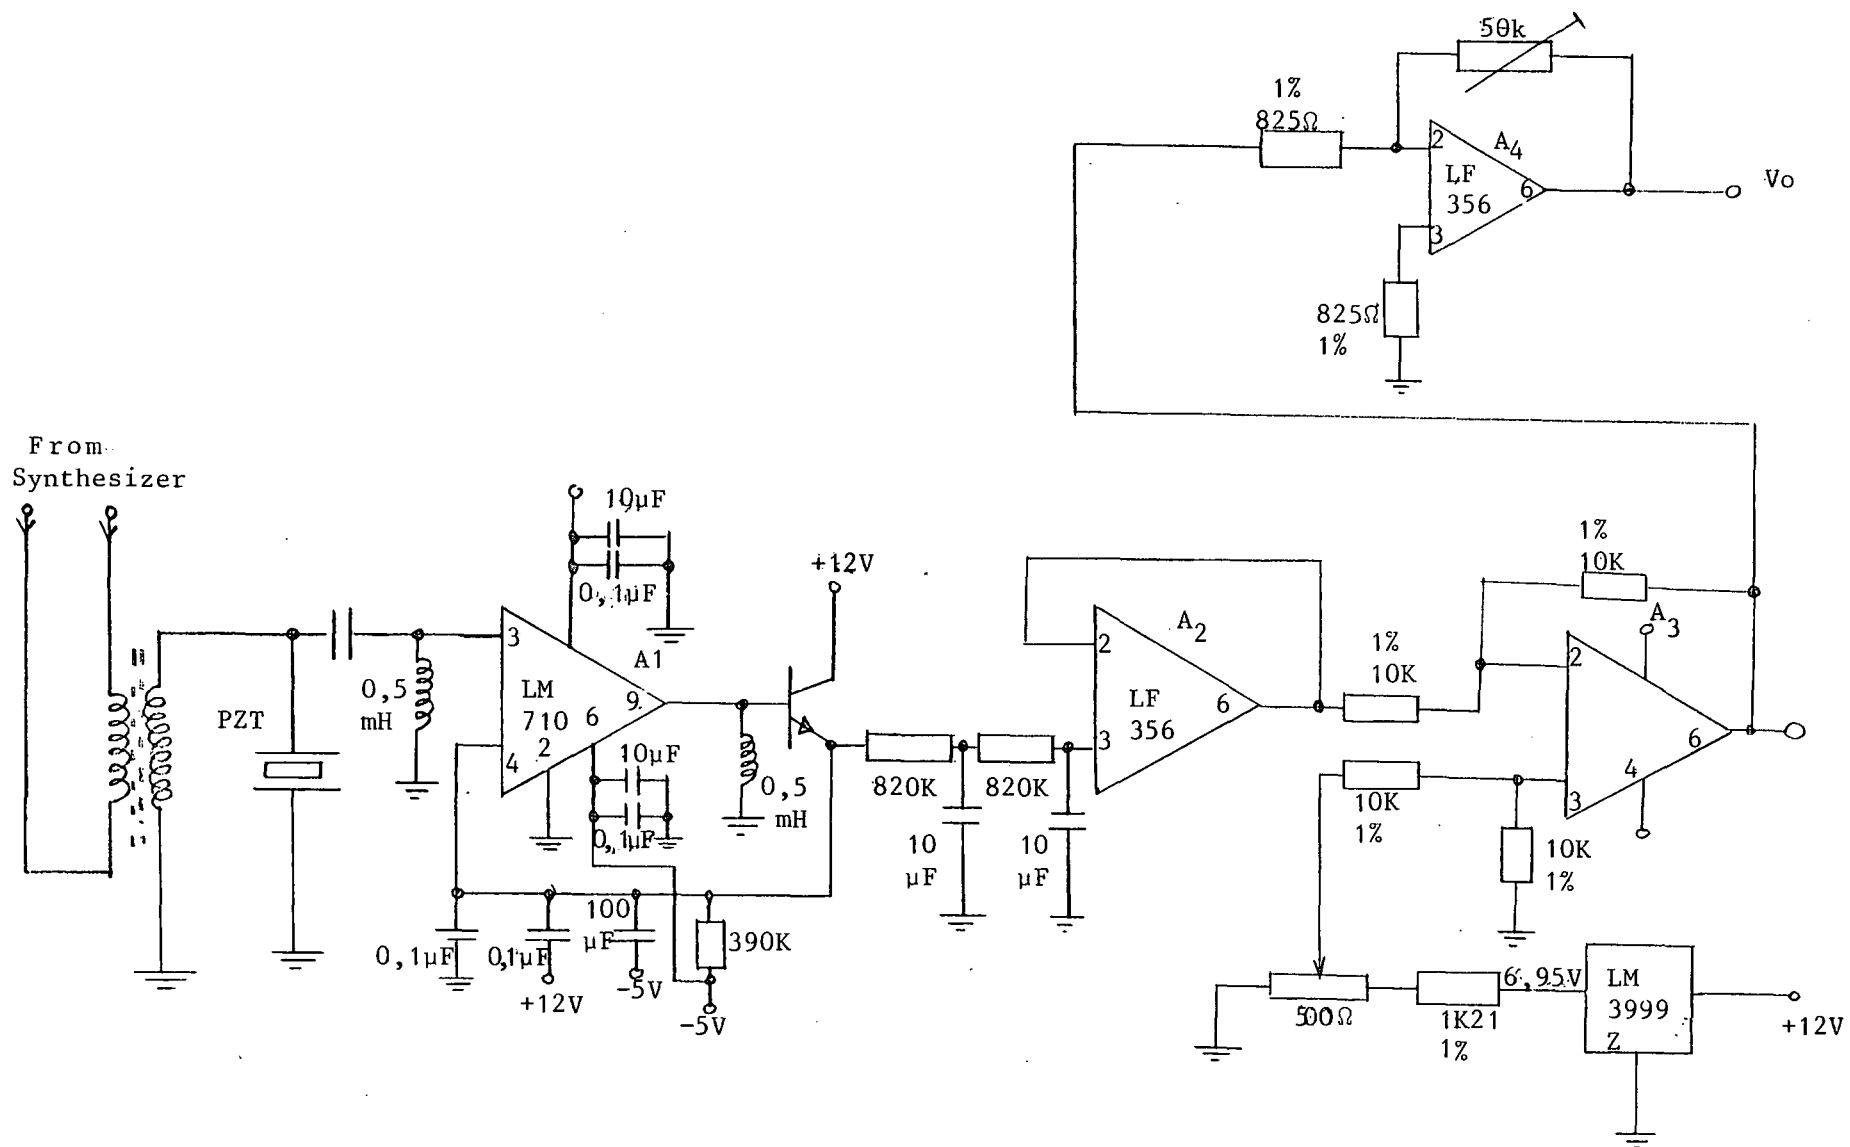 50k
1%
825Ω
2
A4
LF
356
6
3
Vo
825Ω
1%
From
Synthesizer
10µF
0,1µF
+12V
3
A1
LM
710
9
6
2
4
0,5
mH
PZT
10µF
0,1µF
0,5
mH
820K
820K
10
µF
10
µF
2
A2
LF
356
6
3
1%
10K
1%
10K
A3
2
6
4
3
10K
1%
10K
1%
0,1µF
0,1µF
+12V
100
µF
-5V
390K
-5V
500Ω
1K21
1%
6,95V
LM
3999
Z
+12V